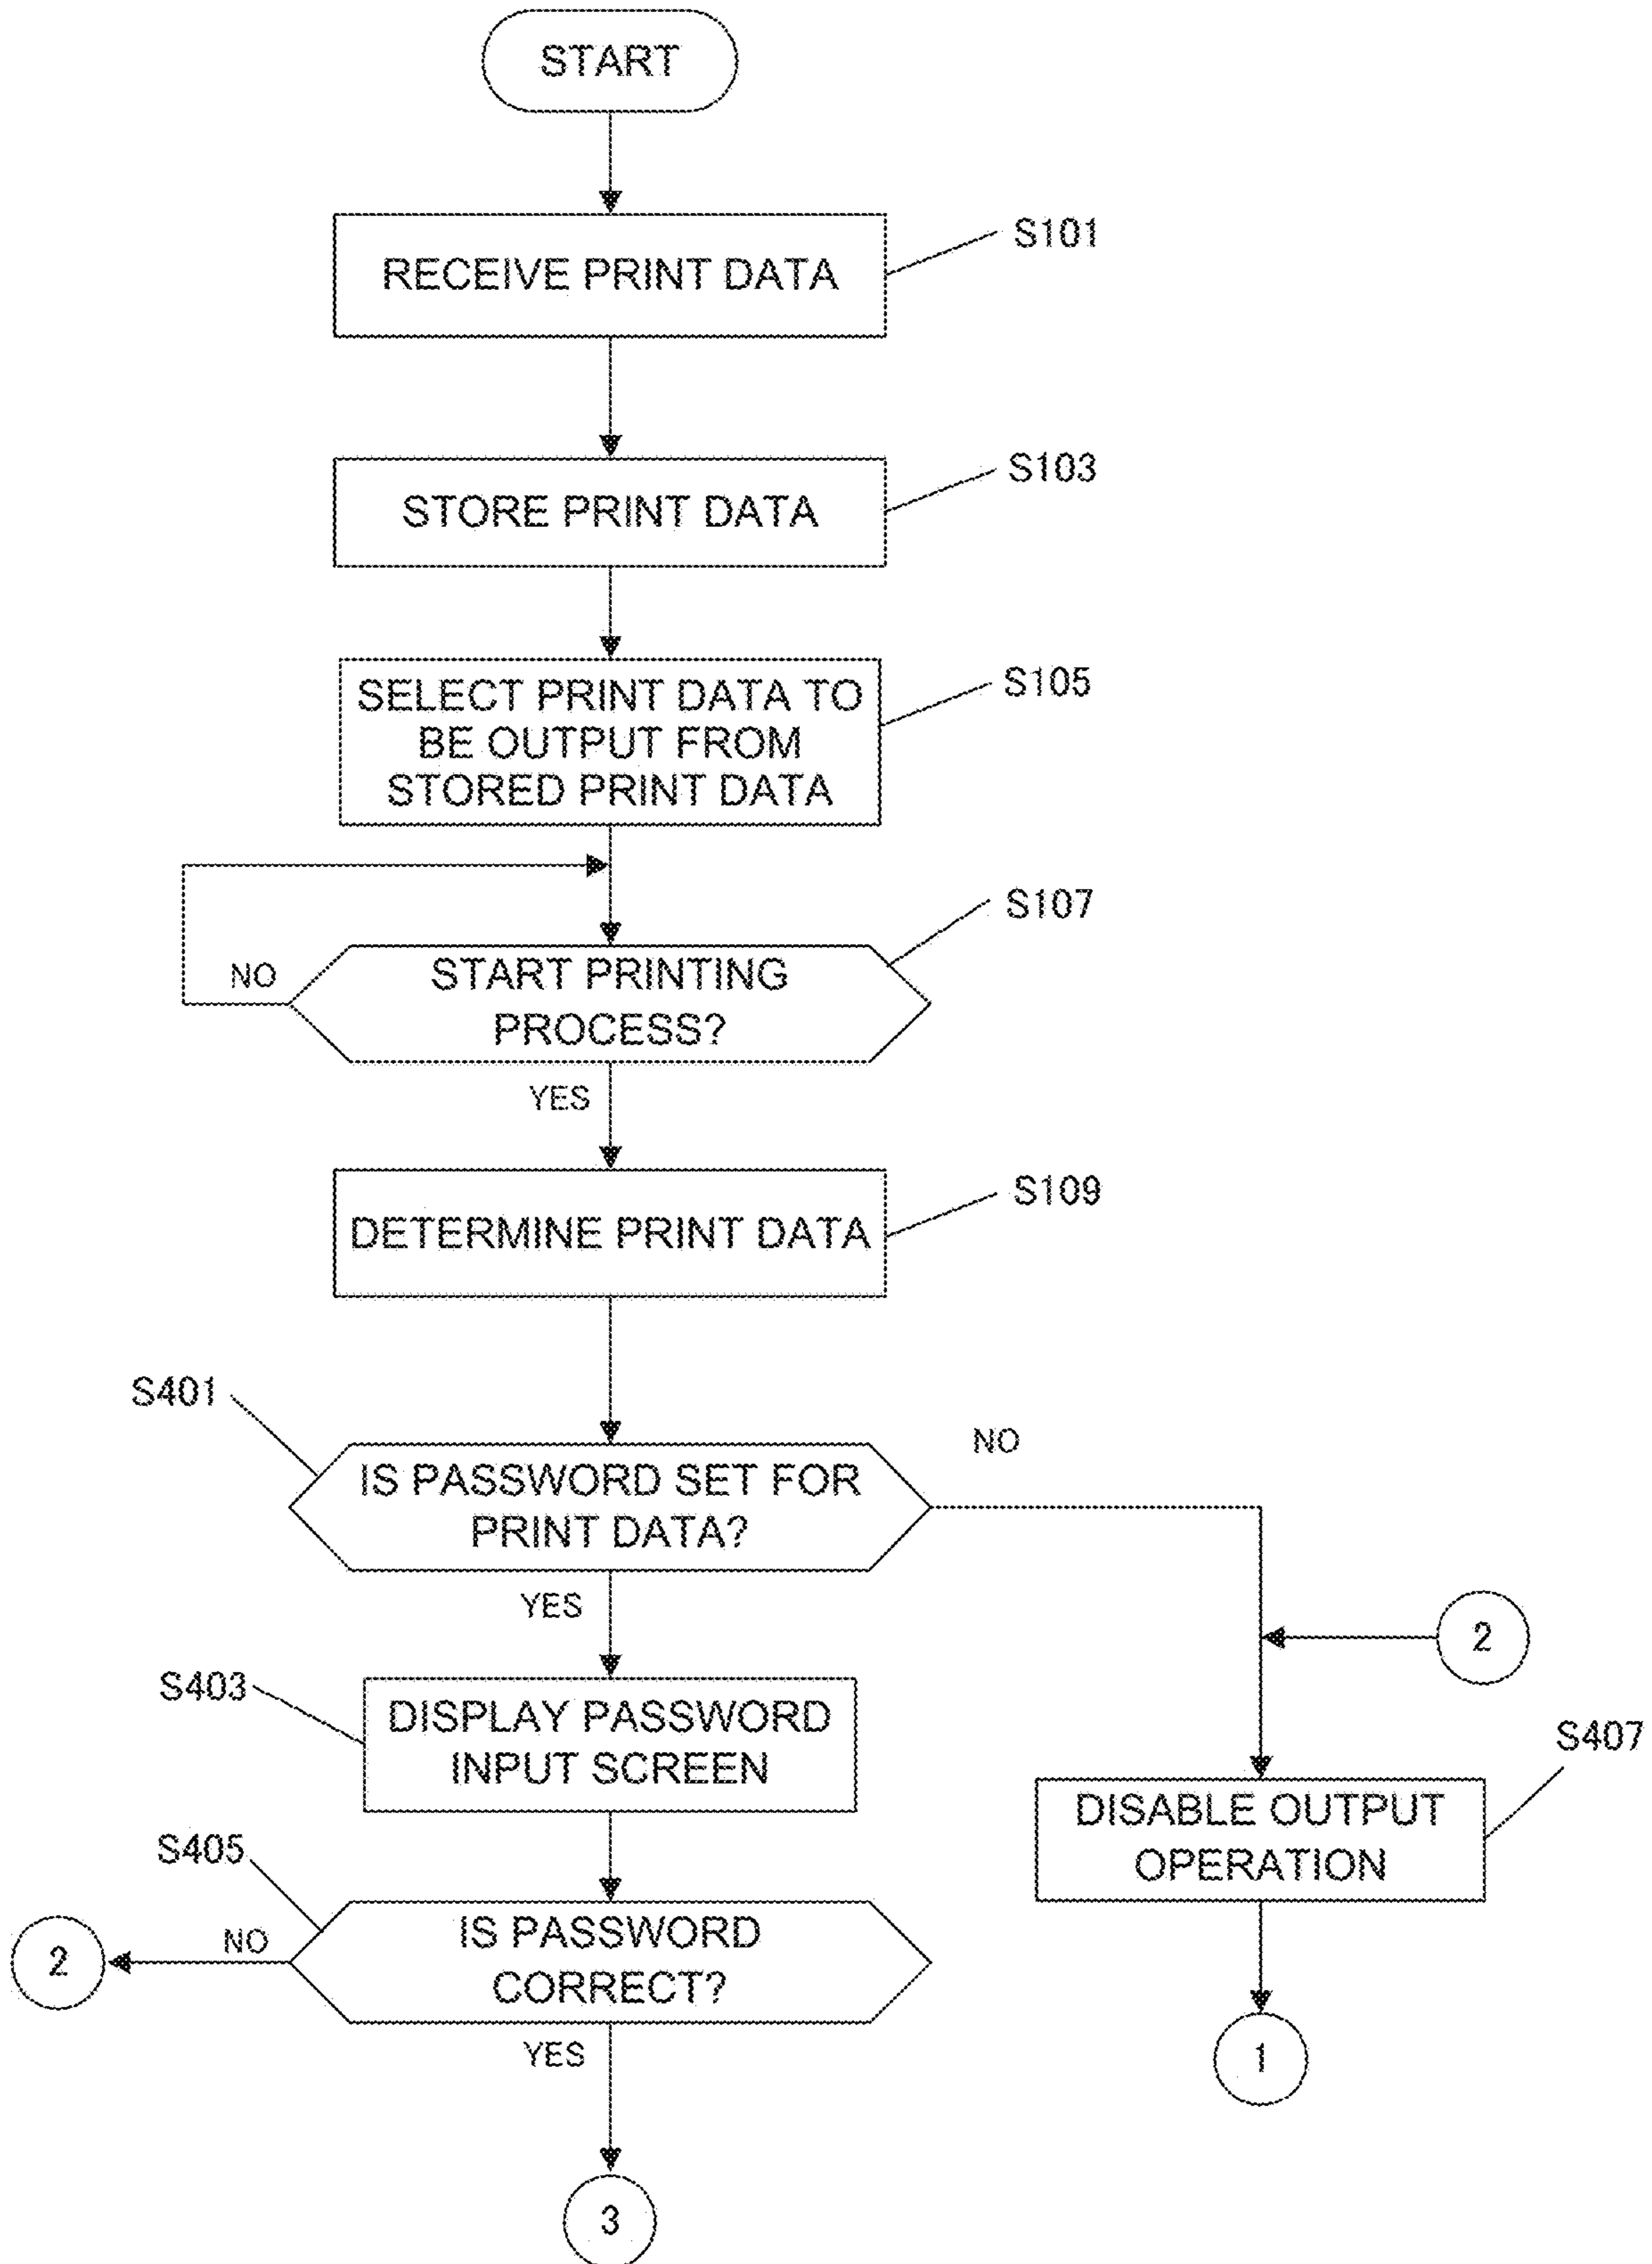 START
RECEIVE PRINT DATA
S101
STORE PRINT DATA
S103
SELECT PRINT DATA TO
BE OUTPUT FROM
STORED PRINT DATA
S105
START PRINTING
PROCESS?
S107
NO
YES
DETERMINE PRINT DATA
S109
S401
IS PASSWORD SET FOR
PRINT DATA?
NO
YES
2
S403
DISPLAY PASSWORD
INPUT SCREEN
S407
DISABLE OUTPUT
OPERATION
S405
IS PASSWORD
CORRECT?
NO
2
YES
1
3